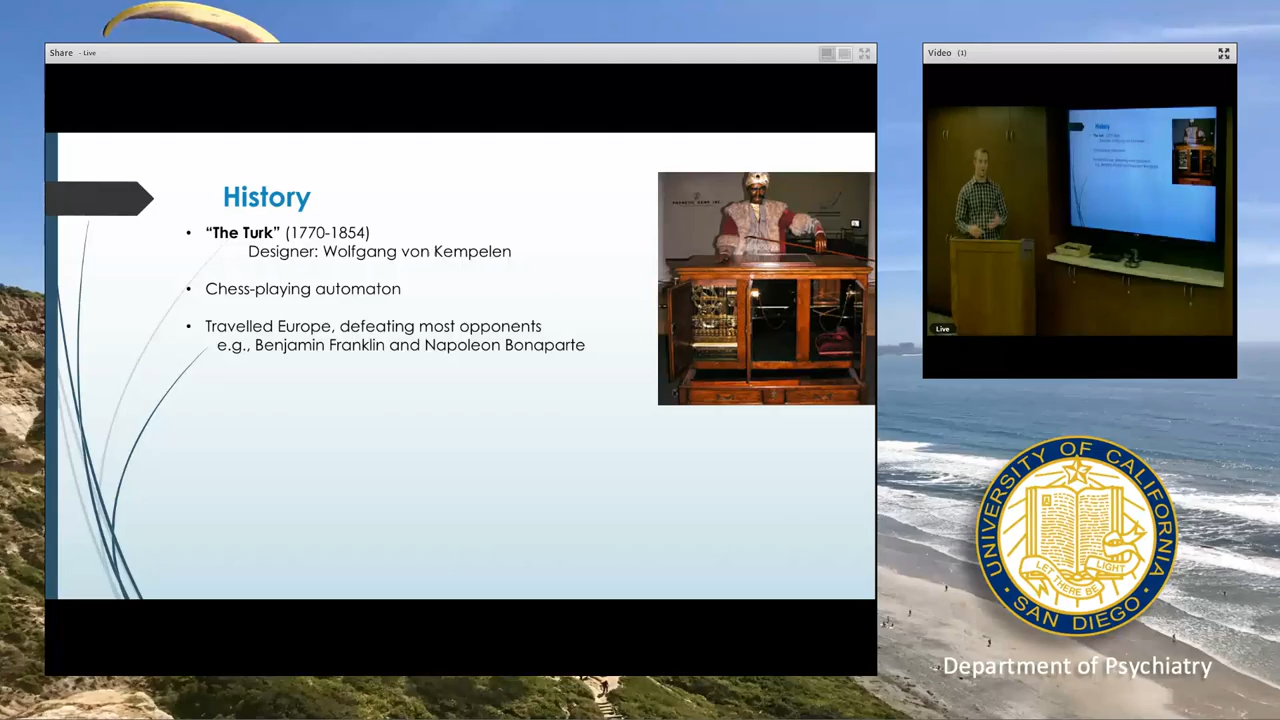 Share - Live
Video (1)
History
• "The Turk" (1770-1854)
Designer: Wolfgang von Kempelen
• Chess-playing automaton
• Travelled Europe, defeating most opponents
e.g., Benjamin Franklin and Napoleon Bonaparte
History
Live
UNIVERSITY OF CALIFORNIA
LET THERE BE LIGHT
• SAN DIEGO •
Department of Psychiatry